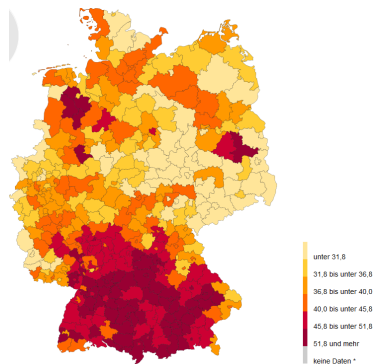 unter 31,8
31,8 bis unter 36,8
36,8 bis unter 40,0
40,0 bis unter 45,8
45,8 bis unter 51,8
51,8 und mehr
keine Daten *